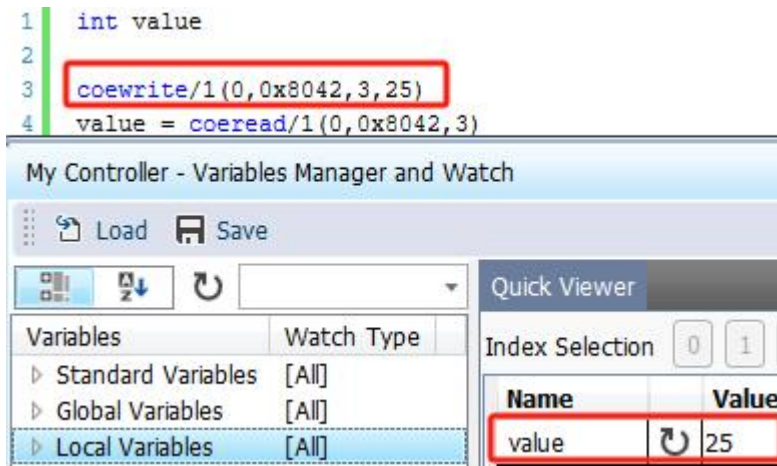 1 int value
2
3 coewrite/1(0,0x8042,3,25)
4 value = coeread/1(0,0x8042,3)
My Controller - Variables Manager and Watch
Load Save
Quick Viewer
Variables Watch Type
Index Selection 0 1
Standard Variables [All]
Name Value
Global Variables [All]
Local Variables [All]
value 25